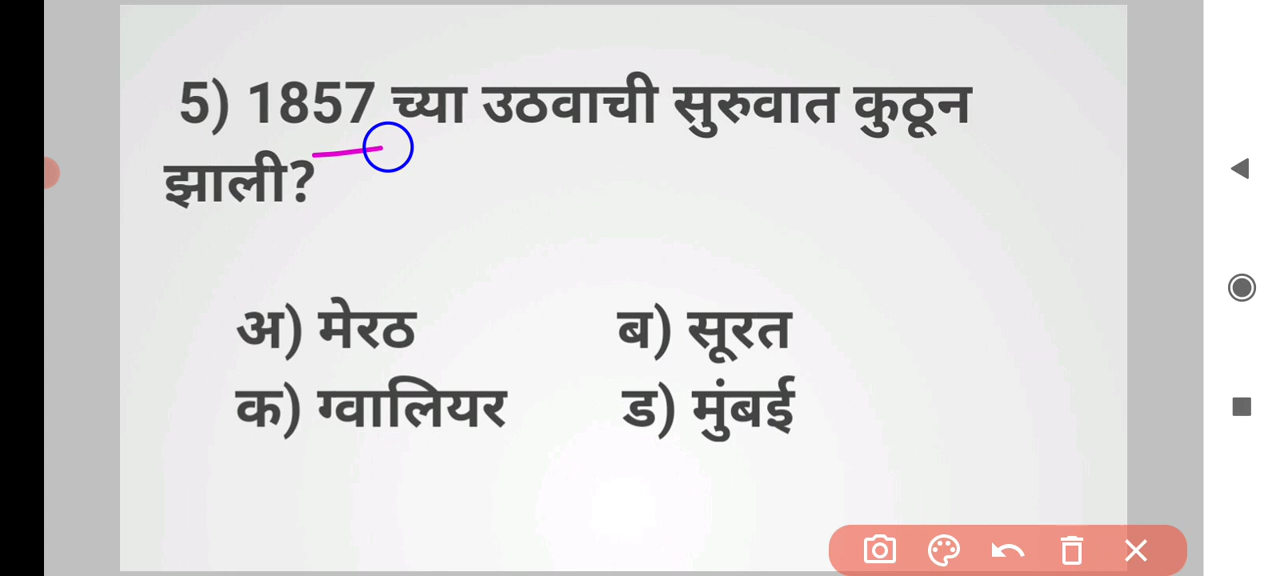 5) 1857 च्या उठवाची सुरुवात कुठून
झाली?
अ) मेरठ ब) सूरत
क) ग्वालियर ड) मुंबई